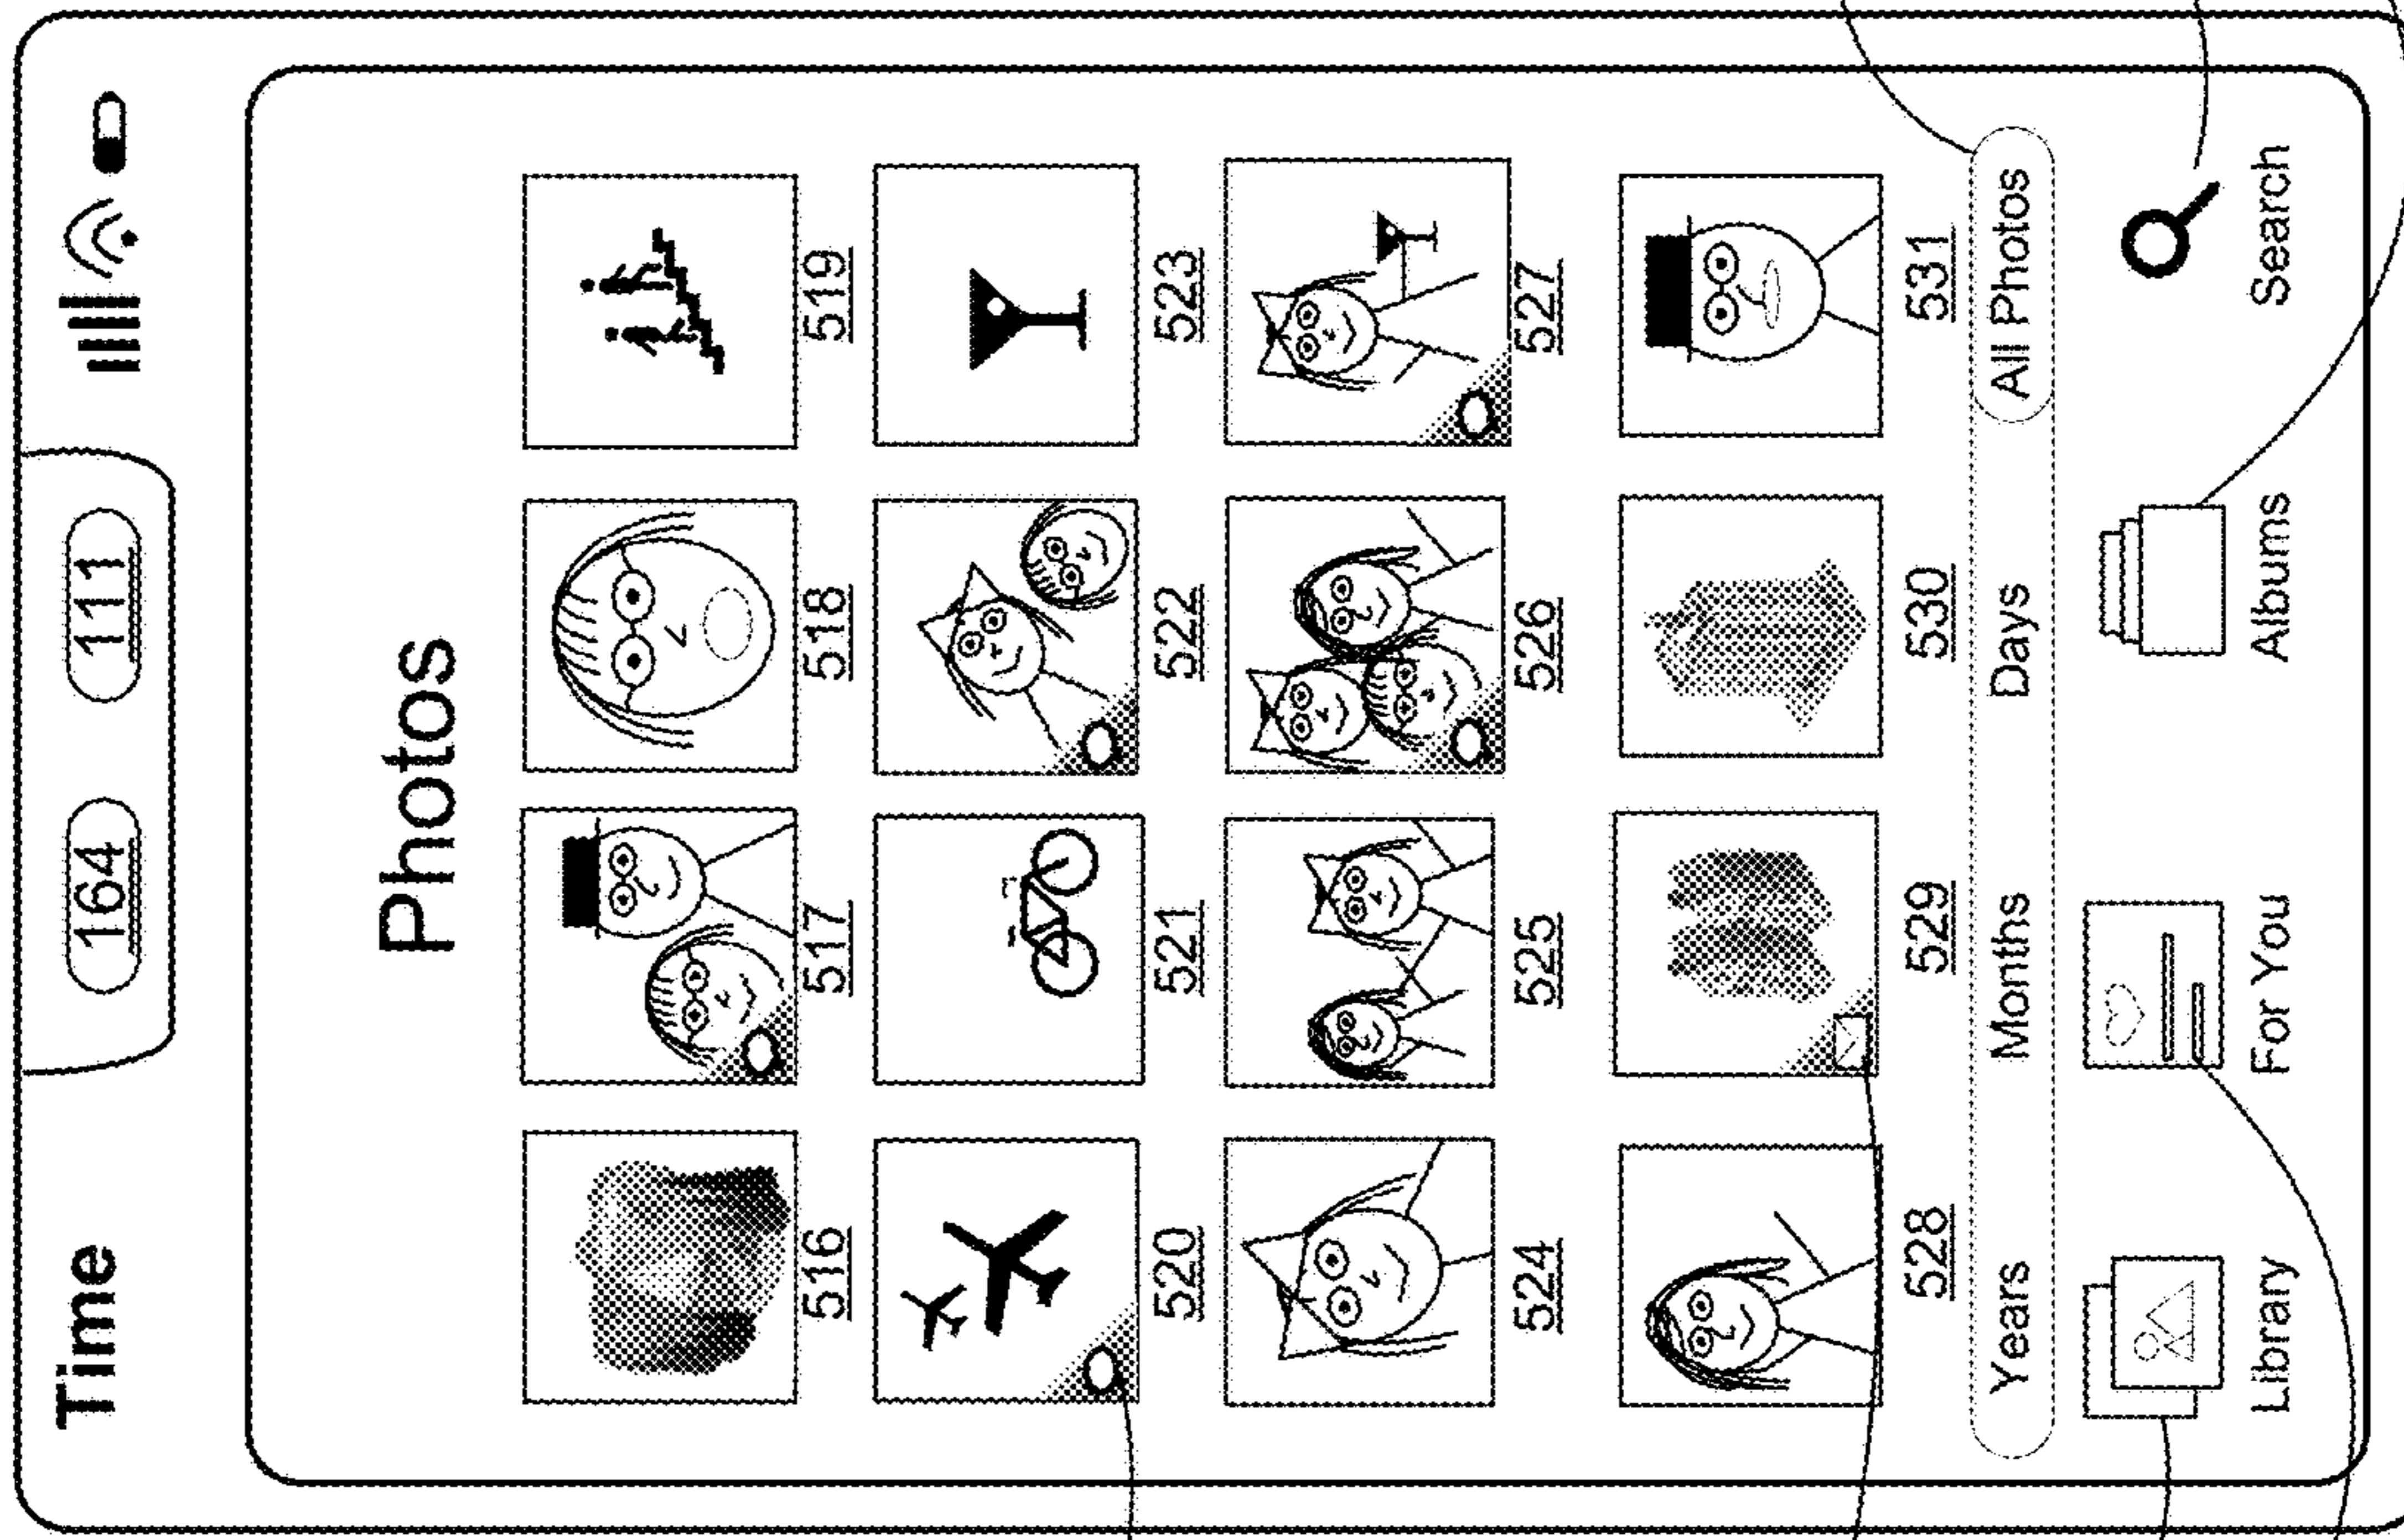 Time 164 111
Photos
516 517 518 519
520 521 522 523
524 525 526 527
528 529 530 531
Years Months Days All Photos
Library For You Albums Search